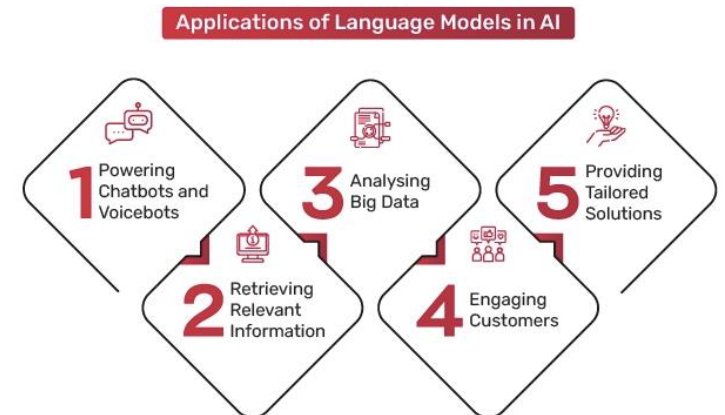 Applications of Language Models in AI
1
Powering
Chatbots and
Voicebots
2
Retrieving
Relevant
Information
3
Analysing
Big Data
4
Engaging
Customers
5
Providing
Tailored
Solutions